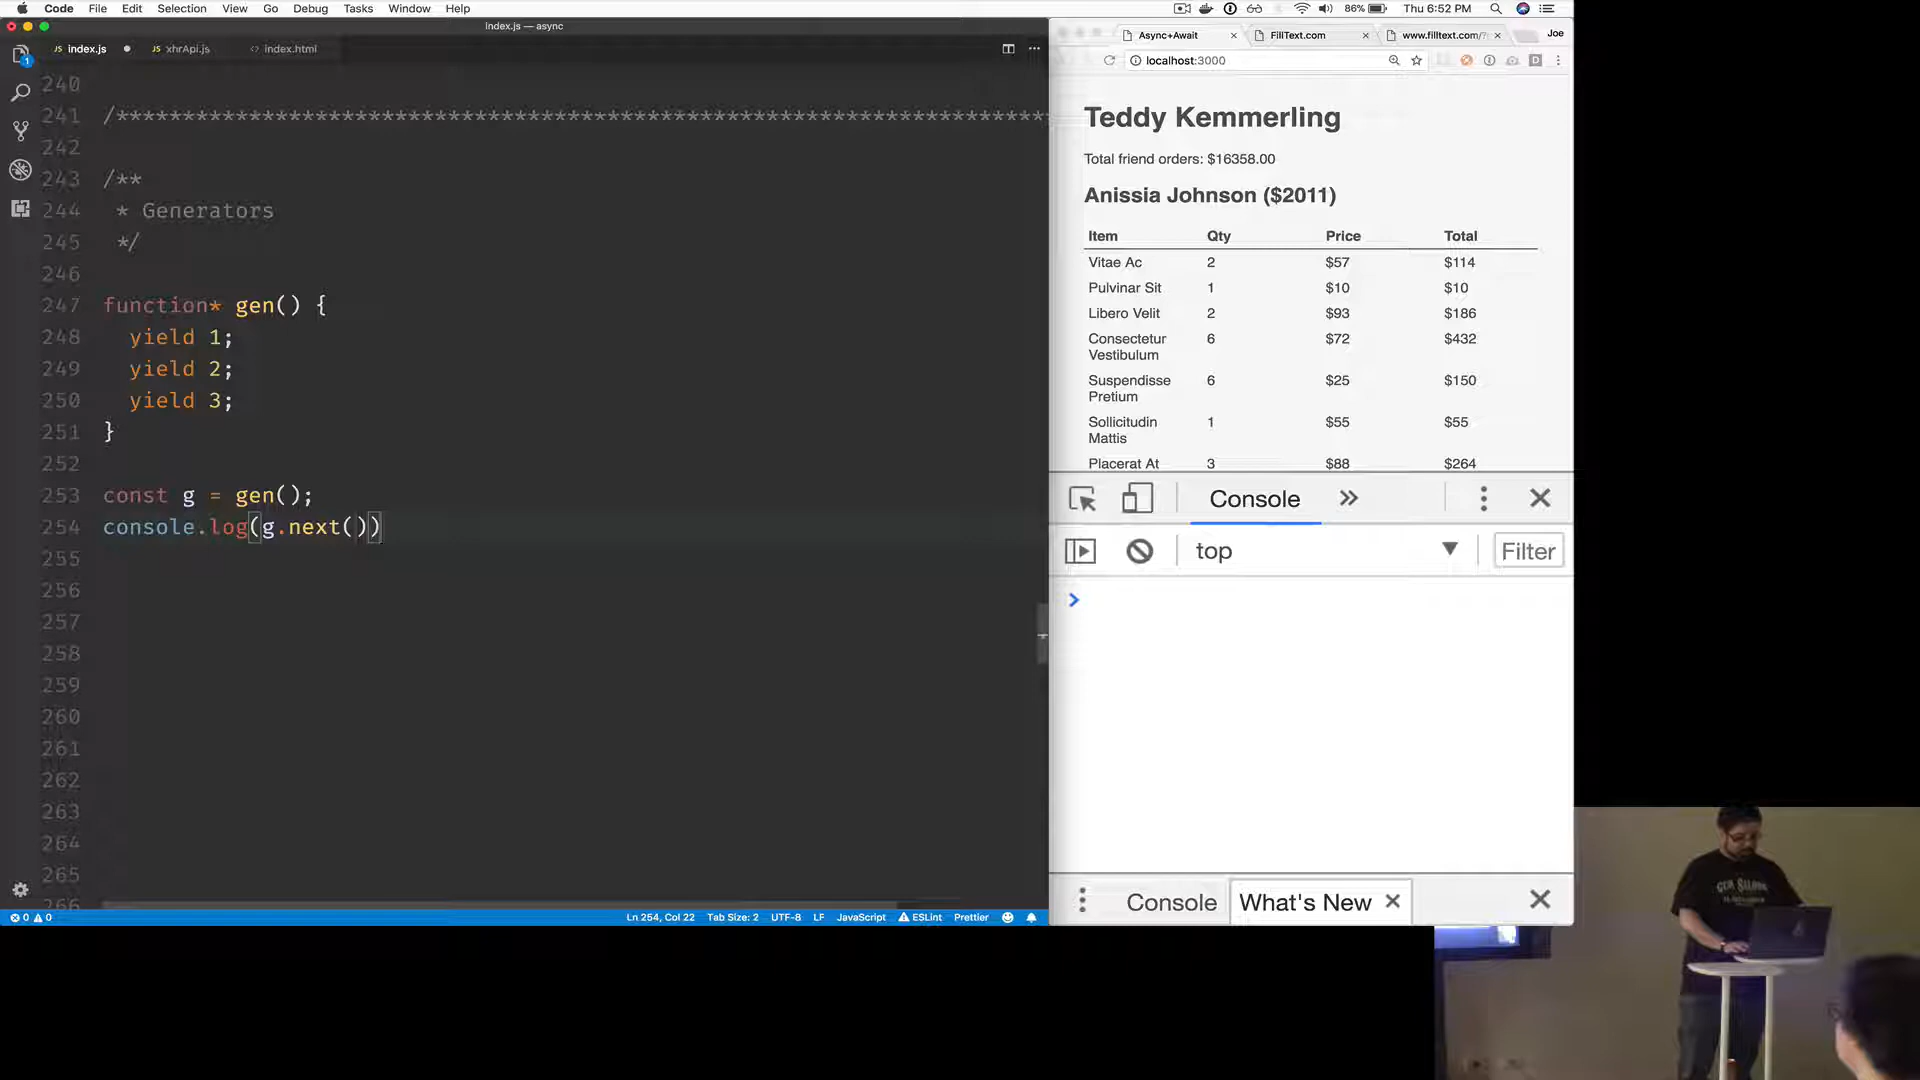 Code File Edit Selection View Go Debug Tasks Window Help
86% Thu 6:52 PM
index.js — async
index.js
xhrApi.js
index.html
240
241 /************************************************************************
242
243 /**
244 * Generators
245 */
246
247 function* gen() {
248 yield 1;
249 yield 2;
250 yield 3;
251 }
252
253 const g = gen();
254 console.log(g.next())
255
256
257
258
259
260
261
262
263
264
265
266
0 0
Ln 254, Col 22 Tab Size: 2 UTF-8 LF JavaScript ESLint Prettier
Async+Await
FillText.com
www.filltext.com/?
Joe
localhost:3000
Teddy Kemmerling
Total friend orders: $16358.00
Anissia Johnson ($2011)
Item Qty Price Total
Vitae Ac 2 $57 $114
Pulvinar Sit 1 $10 $10
Libero Velit 2 $93 $186
Consectetur Vestibulum 6 $72 $432
Suspendisse Pretium 6 $25 $150
Sollicitudin Mattis 1 $55 $55
Placerat At 3 $88 $264
Console
top
Filter
Console
What's New